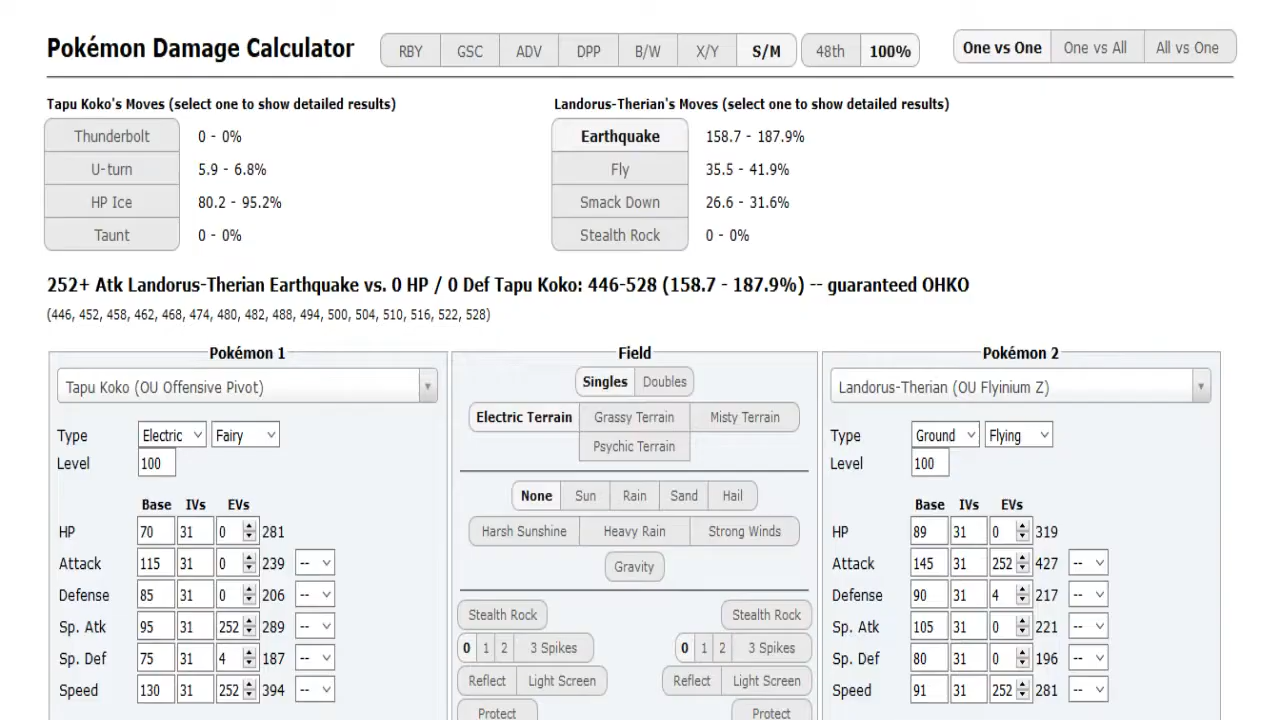 Pokémon Damage Calculator RBY GSC ADV DPP B/W X/Y S/M 48th 100% One vs One One vs All All vs One
Tapu Koko's Moves (select one to show detailed results) Landorus-Therian's Moves (select one to show detailed results)
Thunderbolt 0 - 0% Earthquake 158.7 - 187.9%
U-turn 5.9 - 6.8% Fly 35.5 - 41.9%
HP Ice 80.2 - 95.2% Smack Down 26.6 - 31.6%
Taunt 0 - 0% Stealth Rock 0 - 0%
252+ Atk Landorus-Therian Earthquake vs. 0 HP / 0 Def Tapu Koko: 446-528 (158.7 - 187.9%) -- guaranteed OHKO
(446, 452, 458, 462, 468, 474, 480, 482, 488, 494, 500, 504, 510, 516, 522, 528)
Pokémon 1 Field Pokémon 2
Tapu Koko (OU Offensive Pivot) Singles Doubles Landorus-Therian (OU Flyinium Z)
Electric Terrain Grassy Terrain Misty Terrain
Type Electric Fairy Psychic Terrain Type Ground Flying
Level 100 Level 100
None Sun Rain Sand Hail
Base IVs EVs Base IVs EVs
HP 70 31 0 281 Harsh Sunshine Heavy Rain Strong Winds HP 89 31 0 319
Attack 115 31 0 239 -- Gravity Attack 145 31 252 427 --
Defense 85 31 0 206 -- Defense 90 31 4 217 --
Stealth Rock Stealth Rock
Sp. Atk 95 31 252 289 -- Sp. Atk 105 31 0 221 --
0 1 2 3 Spikes 0 1 2 3 Spikes
Sp. Def 75 31 4 187 -- Sp. Def 80 31 0 196 --
Reflect Light Screen Reflect Light Screen
Speed 130 31 252 394 -- Speed 91 31 252 281 --
Protect Protect